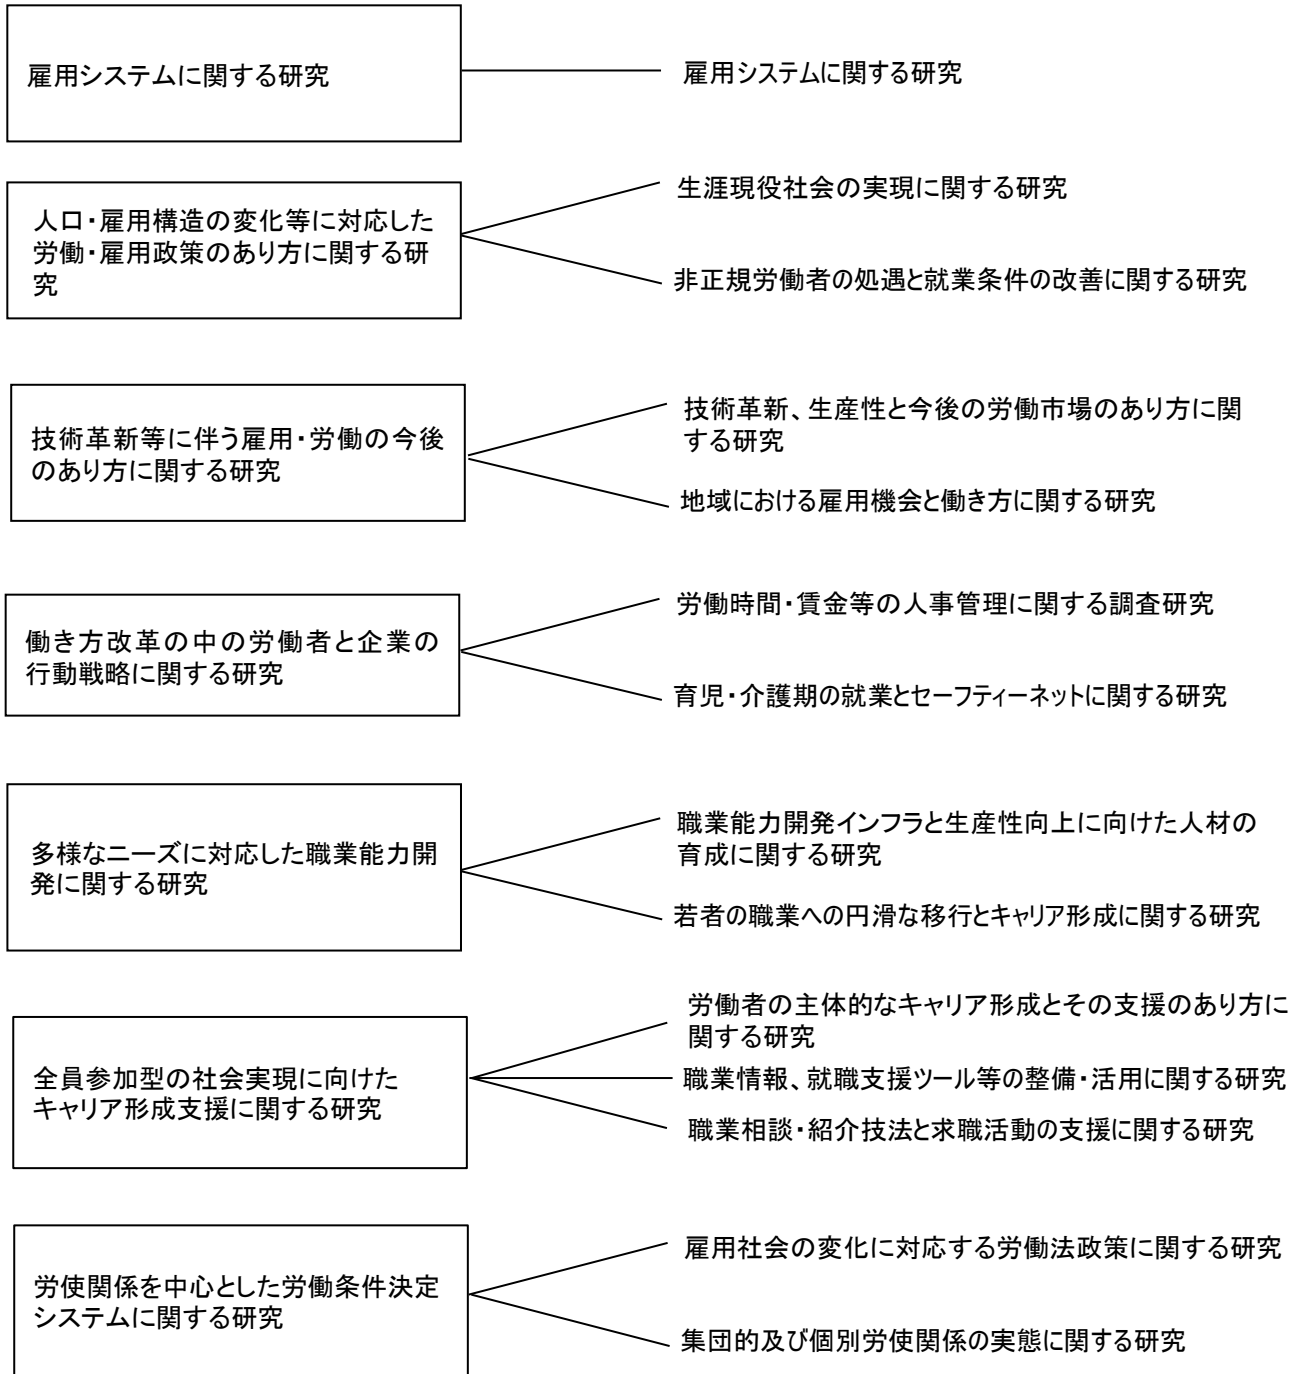 雇用システムに関する研究
雇用システムに関する研究
人口・雇用構造の変化等に対応した
労働・雇用政策のあり方に関する研
究
生涯現役社会の実現に関する研究
非正規労働者の処遇と就業条件の改善に関する研究
技術革新等に伴う雇用・労働の今後
のあり方に関する研究
技術革新、生産性と今後の労働市場のあり方に関
する研究
地域における雇用機会と働き方に関する研究
働き方改革の中の労働者と企業の
行動戦略に関する研究
労働時間・賃金等の人事管理に関する調査研究
育児・介護期の就業とセーフティーネットに関する研究
多様なニーズに対応した職業能力開
発に関する研究
職業能力開発インフラと生産性向上に向けた人材の
育成に関する研究
若者の職業への円滑な移行とキャリア形成に関する研究
全員参加型の社会実現に向けた
キャリア形成支援に関する研究
労働者の主体的なキャリア形成とその支援のあり方に
関する研究
職業情報、就職支援ツール等の整備・活用に関する研究
職業相談・紹介技法と求職活動の支援に関する研究
労使関係を中心とした労働条件決定
システムに関する研究
雇用社会の変化に対応する労働法政策に関する研究
集団的及び個別労使関係の実態に関する研究